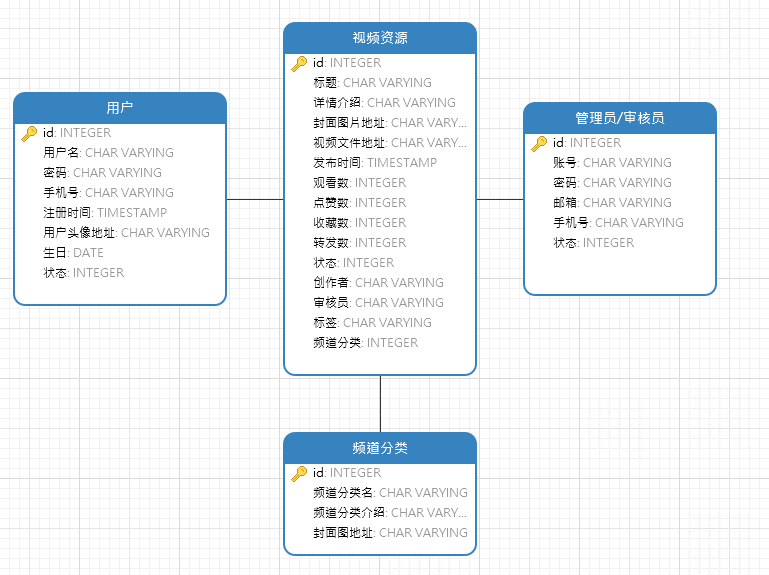 用户
id: INTEGER
用户名: CHAR VARYING
密码: CHAR VARYING
手机号: CHAR VARYING
注册时间: TIMESTAMP
用户头像地址: CHAR VARYING
生日: DATE
状态: INTEGER
视频资源
id: INTEGER
标题: CHAR VARYING
详情介绍: CHAR VARYING
封面图片地址: CHAR VARY...
视频文件地址: CHAR VARY...
发布时间: TIMESTAMP
观看数: INTEGER
点赞数: INTEGER
收藏数: INTEGER
转发数: INTEGER
状态: INTEGER
创作者: CHAR VARYING
审核员: CHAR VARYING
标签: CHAR VARYING
频道分类: INTEGER
管理员/审核员
id: INTEGER
账号: CHAR VARYING
密码: CHAR VARYING
邮箱: CHAR VARYING
手机号: CHAR VARYING
状态: INTEGER
频道分类
id: INTEGER
频道分类名: CHAR VARYING
频道分类介绍: CHAR VARY...
封面图地址: CHAR VARYING